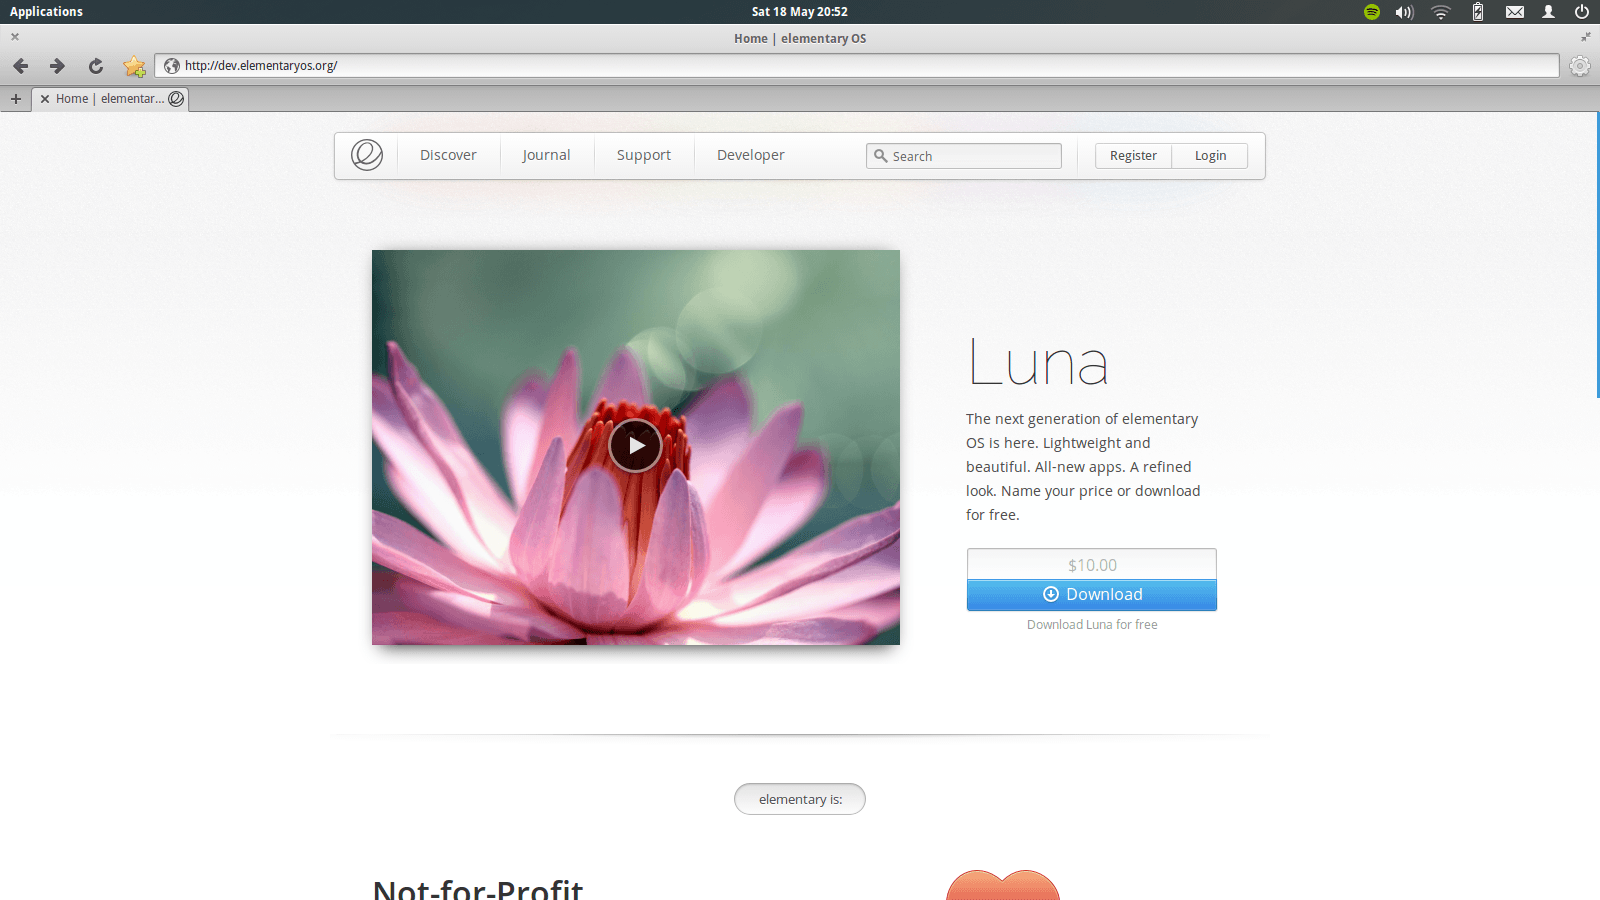 Applications
Sat 18 May 20:52
Home | elementary OS
http://dev.elementaryos.org/
Home | elementar...
Discover
Journal
Support
Developer
Search
Register
Login
Luna
The next generation of elementary
OS is here. Lightweight and
beautiful. All-new apps. A refined
look. Name your price or download
for free.
$10.00
Download
Download Luna for free
elementary is:
Not-for-Profit